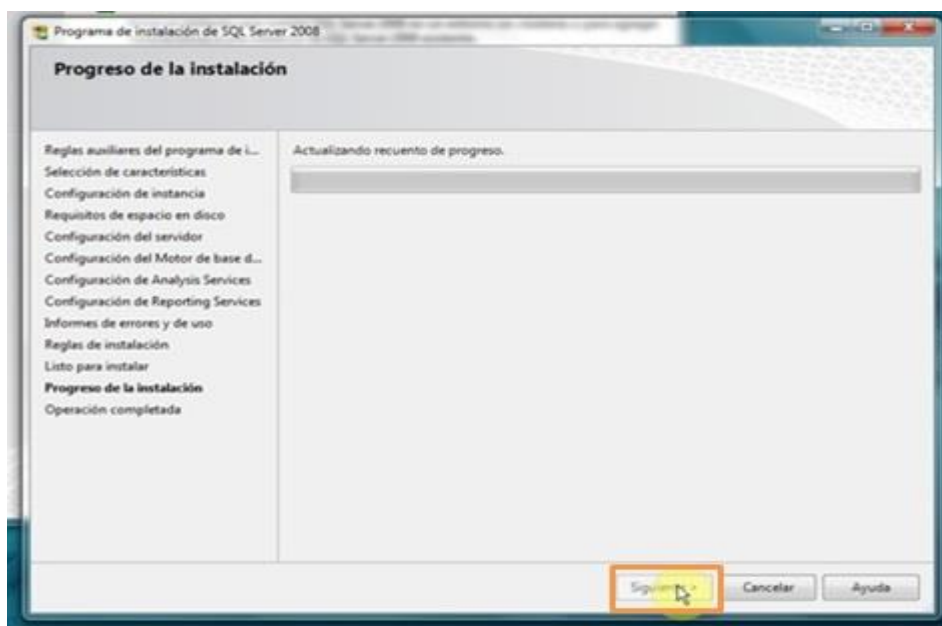 Programa de instalación de SQL Server 2008
Progreso de la instalación
Reglas auxiliares del programa de i...
Selección de características
Configuración de instancia
Requisitos de espacio en disco
Configuración del servidor
Configuración del Motor de base d...
Configuración de Analysis Services
Configuración de Reporting Services
Informes de errores y de uso
Reglas de instalación
Listo para instalar
Progreso de la instalación
Operación completada
Actualizando recuento de progreso.
Siguiente >
Cancelar
Ayuda